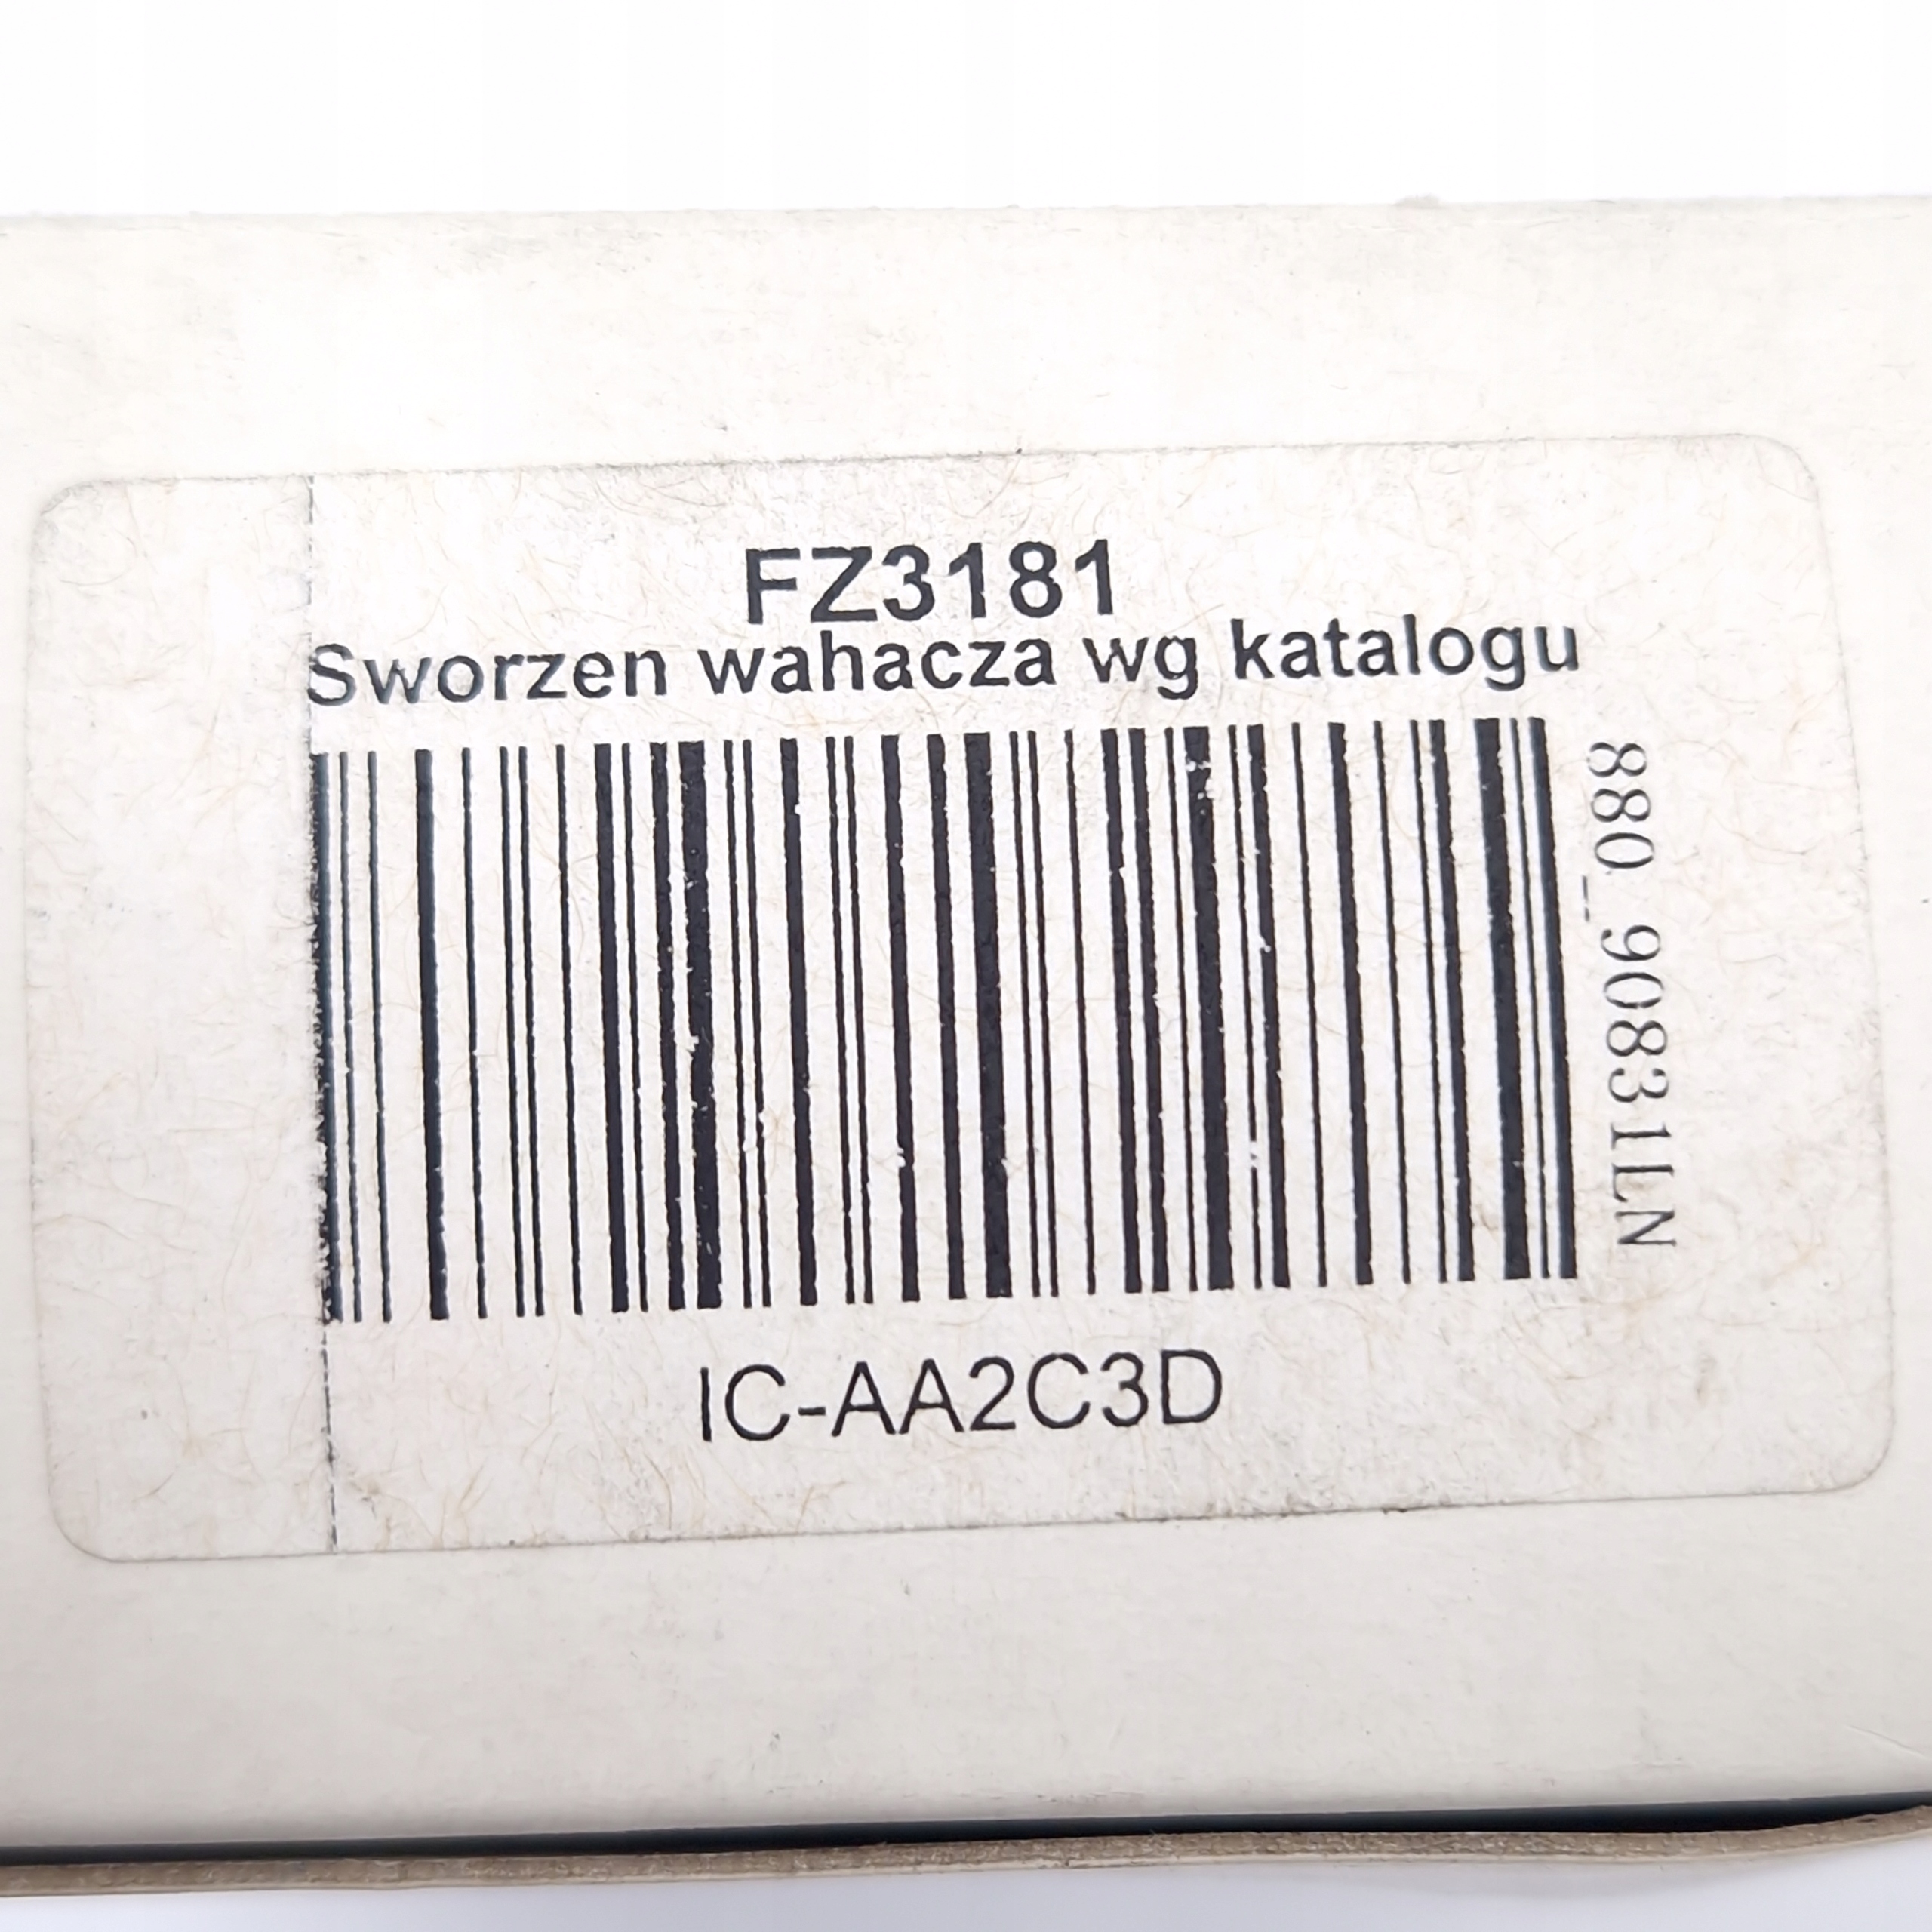 FZ3181
Sworzen wahacza wg katalogu
880_90831LN
IC-AA2C3D